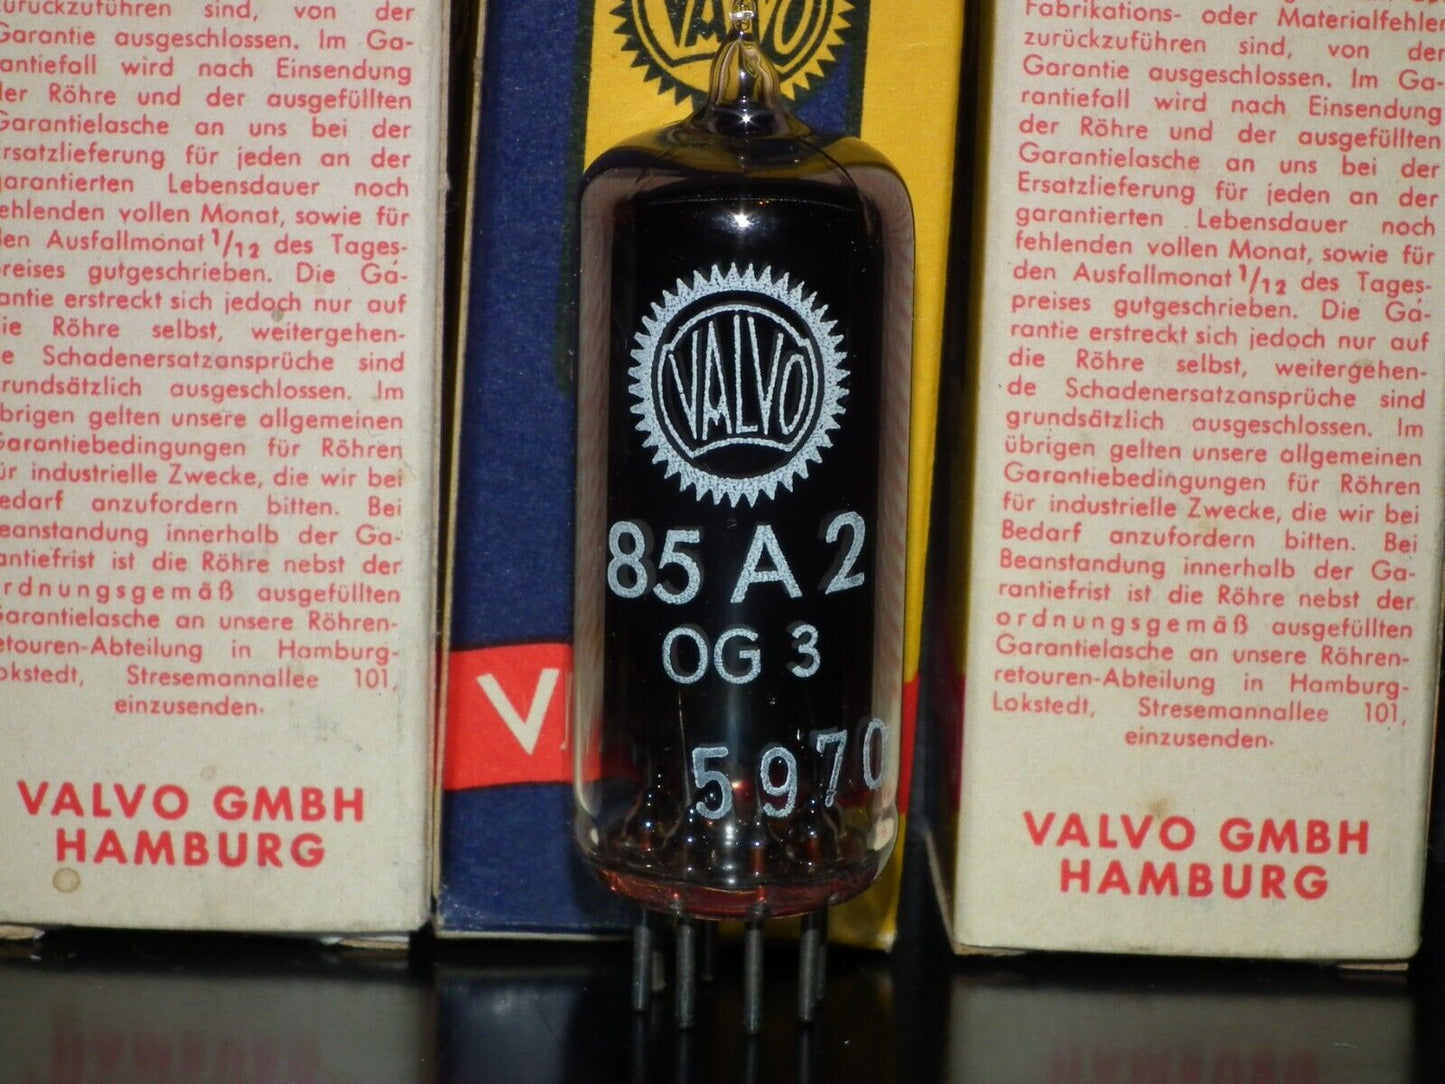 zurückzuführen sind, von der
Garantie ausgeschlossen. Im Ga-
rantiefall wird nach Einsendung
der Röhre und der ausgefüllten
Garantielasche an uns bei der
Ersatzlieferung für jeden an der
garantierten Lebensdauer noch
fehlenden vollen Monat, sowie für
den Ausfallmonat 1/12 des Tages-
preises gutgeschrieben. Die Ga-
rantie erstreckt sich jedoch nur auf
die Röhre selbst, weitergehen-
de Schadenersatzansprüche sind
grundsätzlich ausgeschlossen. Im
übrigen gelten unsere allgemeinen
Garantiebedingungen für Röhren
für industrielle Zwecke, die wir bei
Bedarf anzufordern bitten. Bei
Beanstandung innerhalb der Ga-
rantiefrist ist die Röhre nebst der
ordnungsgemäß ausgefüllten
Garantielasche an unsere Röhren-
retouren-Abteilung in Hamburg-
Lokstedt, Stresemannallee 101,
einzusenden.
VALVO GMBH
HAMBURG
VALVO
V
VALVO
85 A 2
OG 3
5970
Fabrikations- oder Materialfehler
zurückzuführen sind, von der
Garantie ausgeschlossen. Im Ga-
rantiefall wird nach Einsendung
der Röhre und der ausgefüllten
Garantielasche an uns bei der
Ersatzlieferung für jeden an der
garantierten Lebensdauer noch
fehlenden vollen Monat, sowie für
den Ausfallmonat 1/12 des Tages-
preises gutgeschrieben. Die Ga-
rantie erstreckt sich jedoch nur auf
die Röhre selbst, weitergehen-
de Schadenersatzansprüche sind
grundsätzlich ausgeschlossen. Im
übrigen gelten unsere allgemeinen
Garantiebedingungen für Röhren
für industrielle Zwecke, die wir bei
Bedarf anzufordern bitten. Bei
Beanstandung innerhalb der Ga-
rantiefrist ist die Röhre nebst der
ordnungsgemäß ausgefüllten
Garantielasche an unsere Röhren-
retouren-Abteilung in Hamburg-
Lokstedt, Stresemannallee 101,
einzusenden.
VALVO GMBH
HAMBURG